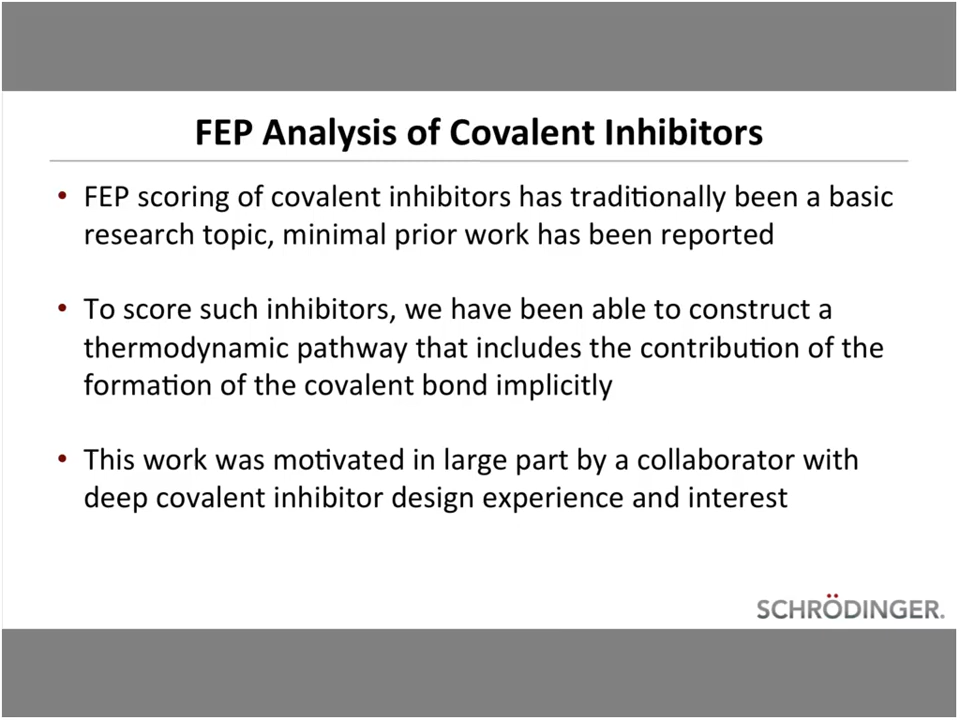 FEP Analysis of Covalent Inhibitors
• FEP scoring of covalent inhibitors has traditionally been a basic
research topic, minimal prior work has been reported
• To score such inhibitors, we have been able to construct a
thermodynamic pathway that includes the contribution of the
formation of the covalent bond implicitly
• This work was motivated in large part by a collaborator with
deep covalent inhibitor design experience and interest
SCHRÖDINGER.